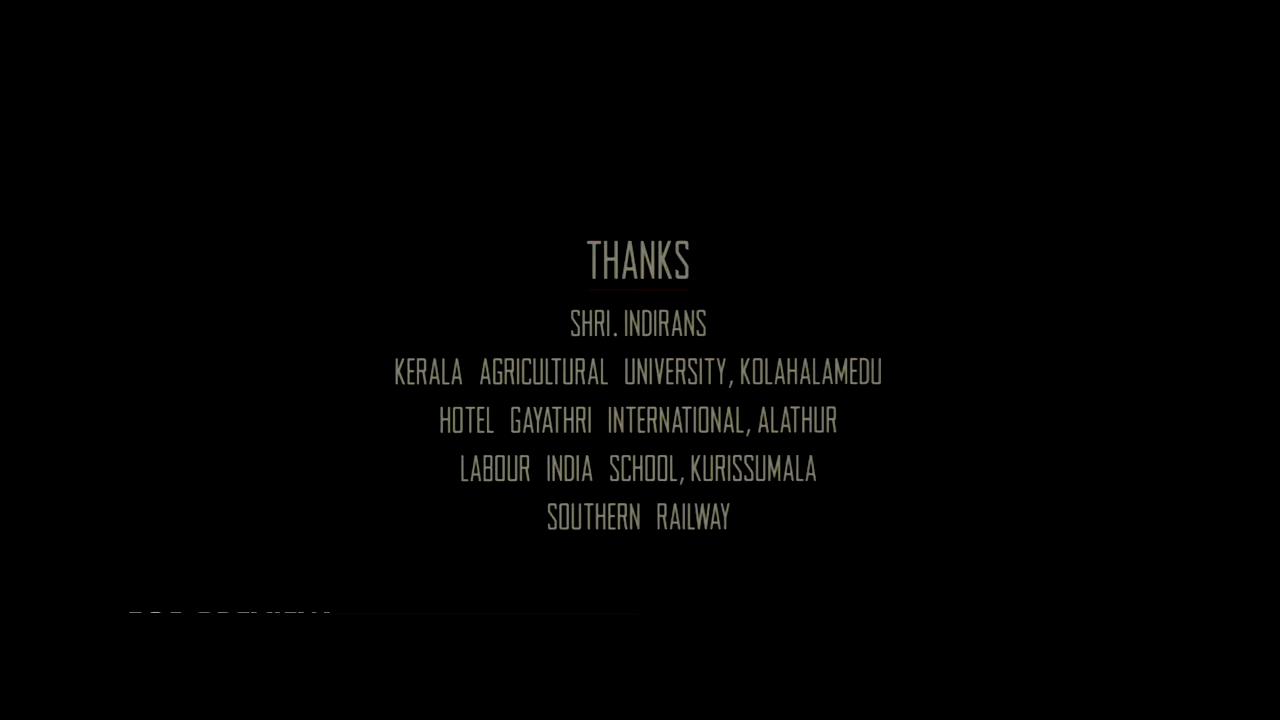 THANKS
SHRI. INDIRANS
KERALA AGRICULTURAL UNIVERSITY, KOLAHALAMEDU
HOTEL GAYATHRI INTERNATIONAL, ALATHUR
LABOUR INDIA SCHOOL, KURISSUMALA
SOUTHERN RAILWAY